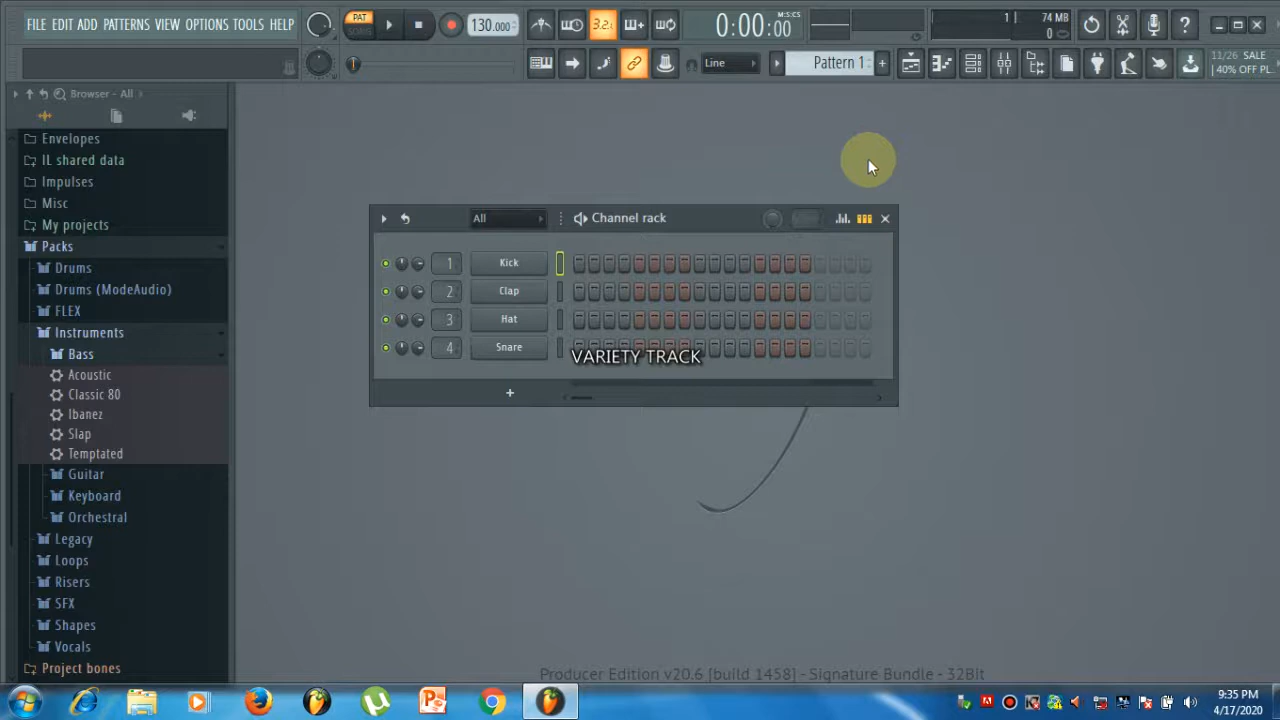 FILE EDIT ADD PATTERNS VIEW OPTIONS TOOLS HELP
PAT
SONG
130.000
3.2.
M:S:CS
0:00:00
1
74 MB
0
Line
Pattern 1
+
11/26 SALE
40% OFF PL
Browser - All
Envelopes
IL shared data
Impulses
Misc
My projects
Packs
Drums
Drums (ModeAudio)
FLEX
Instruments
Bass
Acoustic
Classic 80
Ibanez
Slap
Temptated
Guitar
Keyboard
Orchestral
Legacy
Loops
Risers
SFX
Shapes
Vocals
Project bones
All
Channel rack
1 Kick
2 Clap
3 Hat
4 Snare
+
VARIETY TRACK
Producer Edition v20.6 [build 1458] - Signature Bundle - 32Bit
9:35 PM
4/17/2020